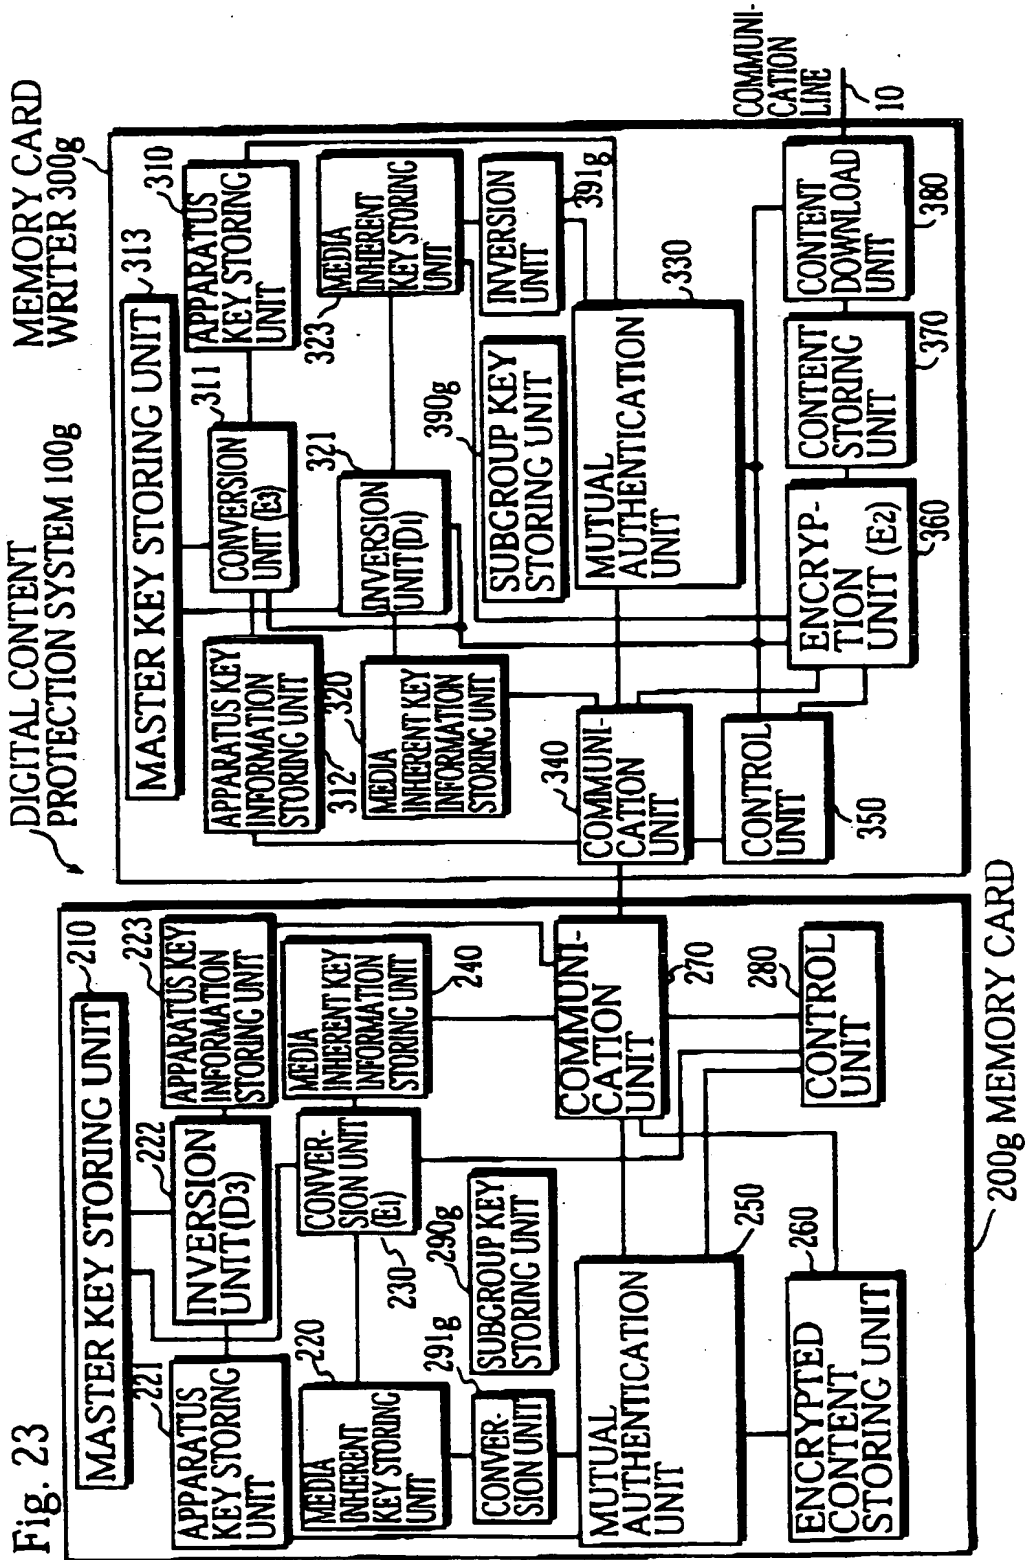 Fig. 23
DIGITAL CONTENT
PROTECTION SYSTEM 100g
MASTER KEY STORING UNIT
210
APPARATUS
KEY STORING
UNIT
221
INVERSION
UNIT(D3)
222
APPARATUS KEY
INFORMATION
STORING UNIT
223
MEDIA
INHERENT
KEY STORING
UNIT
220
CONVER-
SION UNIT
(E1)
230
MEDIA
INHERENT KEY
INFORMATION
STORING UNIT
240
CONVER-
SION UNIT
291g
SUBGROUP KEY
STORING UNIT
290g
MUTUAL
AUTHENTICATION
UNIT
250
COMMUNI-
CATION
UNIT
270
ENCRYPTED
CONTENT
STORING UNIT
260
CONTROL
UNIT
280
200g MEMORY CARD
MEMORY CARD
WRITER 300g
MASTER KEY STORING UNIT
313
APPARATUS KEY
INFORMATION
STORING UNIT
312
CONVERSION
UNIT (E3)
311
APPARATUS
KEY STORING
UNIT
310
MEDIA
INHERENT KEY
INFORMATION
STORING UNIT
320
INVERSION
UNIT(D1)
321
MEDIA
INHERENT
KEY STORING
UNIT
323
SUBGROUP KEY
STORING UNIT
390g
INVERSION
UNIT
391g
COMMUNI-
CATION
UNIT
340
MUTUAL
AUTHENTICATION
UNIT
330
CONTROL
UNIT
350
ENCRYP-
TION
UNIT (E2)
360
CONTENT
STORING
UNIT
370
CONTENT
DOWNLOAD
UNIT
380
COMMUNI-
CATION
LINE
10